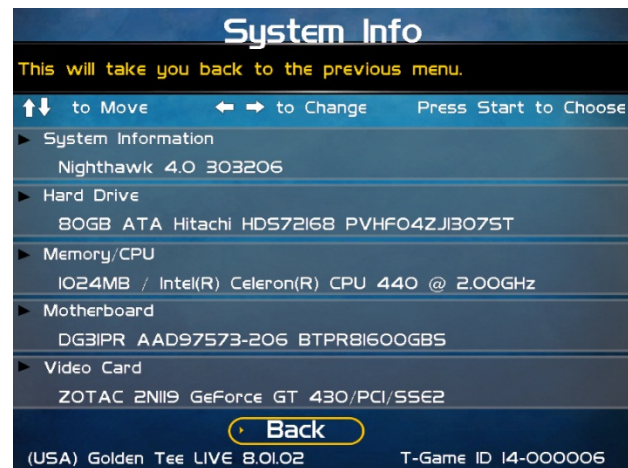 System Info
This will take you back to the previous menu.
to Move to Change Press Start to Choose
System Information
Nighthawk 4.0 303206
Hard Drive
80GB ATA Hitachi HDS72168 PVHF04ZJ1307ST
Memory/CPU
1024MB / Intel(R) Celeron(R) CPU 440 @ 2.00GHz
Motherboard
DG31PR AAD97573-206 BTPR81600GBS
Video Card
ZOTAC 2N119 GeForce GT 430/PCI/SSE2
Back
(USA) Golden Tee LIVE 8.01.02 T-Game ID 14-000006